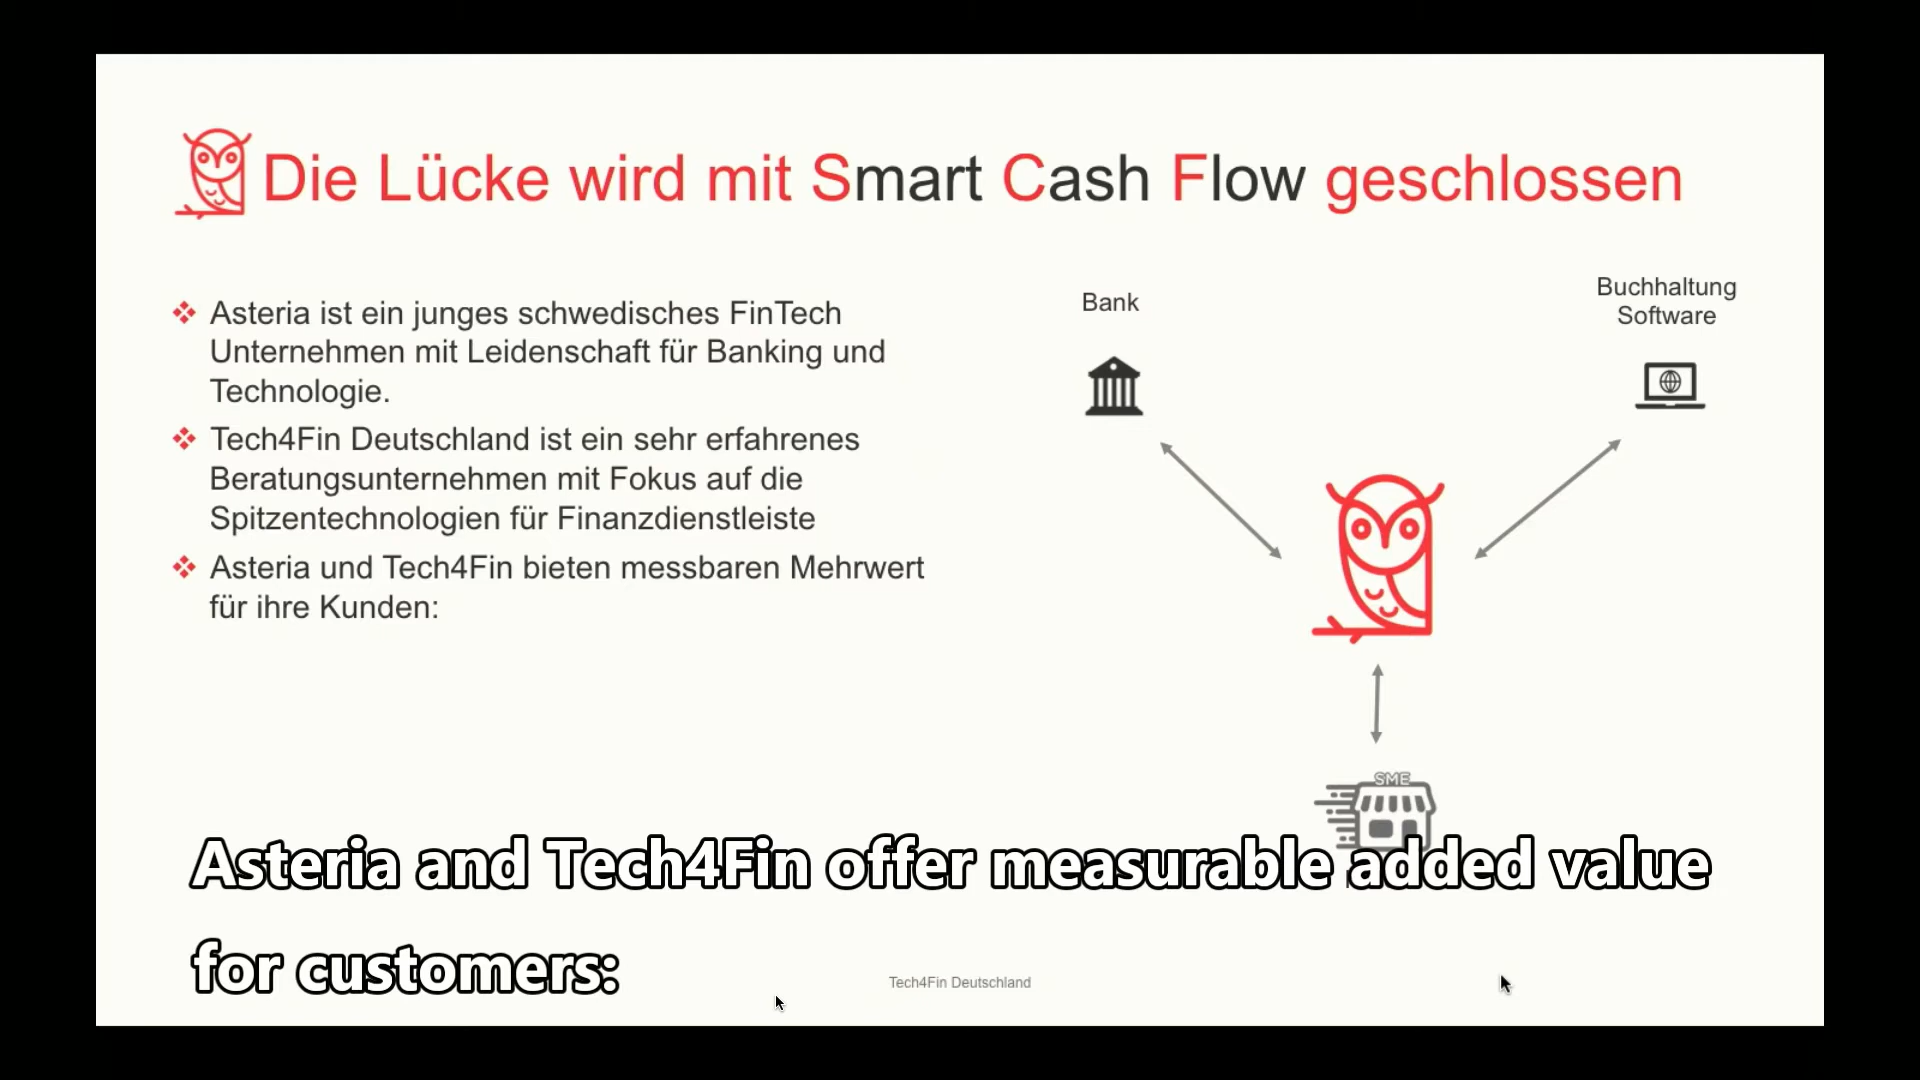 Die Lücke wird mit Smart Cash Flow geschlossen
Asteria ist ein junges schwedisches FinTech
Unternehmen mit Leidenschaft für Banking und
Technologie.
Tech4Fin Deutschland ist ein sehr erfahrenes
Beratungsunternehmen mit Fokus auf die
Spitzentechnologien für Finanzdienstleiste
Asteria und Tech4Fin bieten messbaren Mehrwert
für ihre Kunden:
Bank
Buchhaltung
Software
SME
Asteria and Tech4Fin offer measurable added value
for customers:
Tech4Fin Deutschland